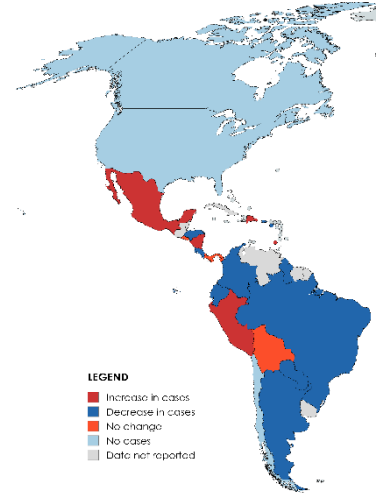 LEGEND
Increase in cases
Decrease in cases
No change
No cases
Data not reported